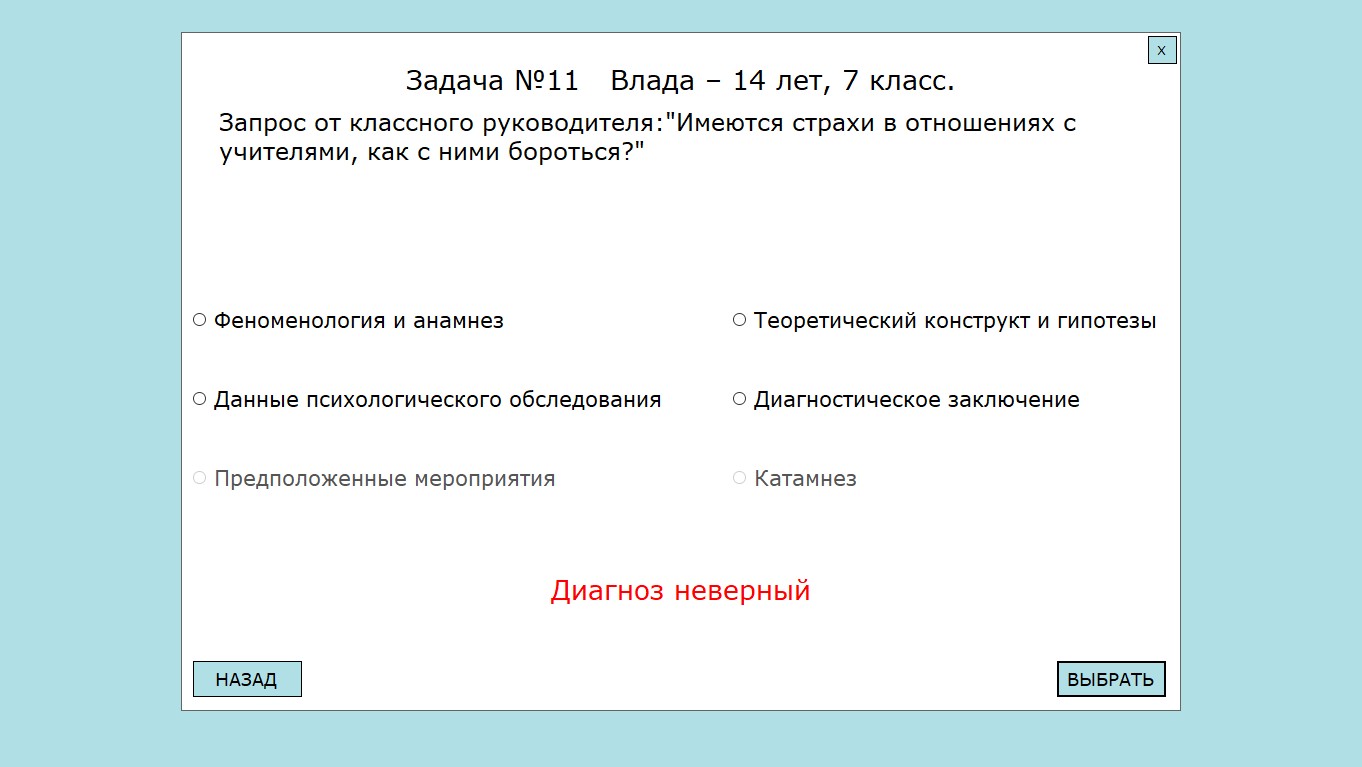 X
Задача №11 Влада – 14 лет, 7 класс.
Запрос от классного руководителя:"Имеются страхи в отношениях с
учителями, как с ними бороться?"
Феноменология и анамнез
Теоретический конструкт и гипотезы
Данные психологического обследования
Диагностическое заключение
Предположенные мероприятия
Катамнез
Диагноз неверный
НАЗАД
ВЫБРАТЬ